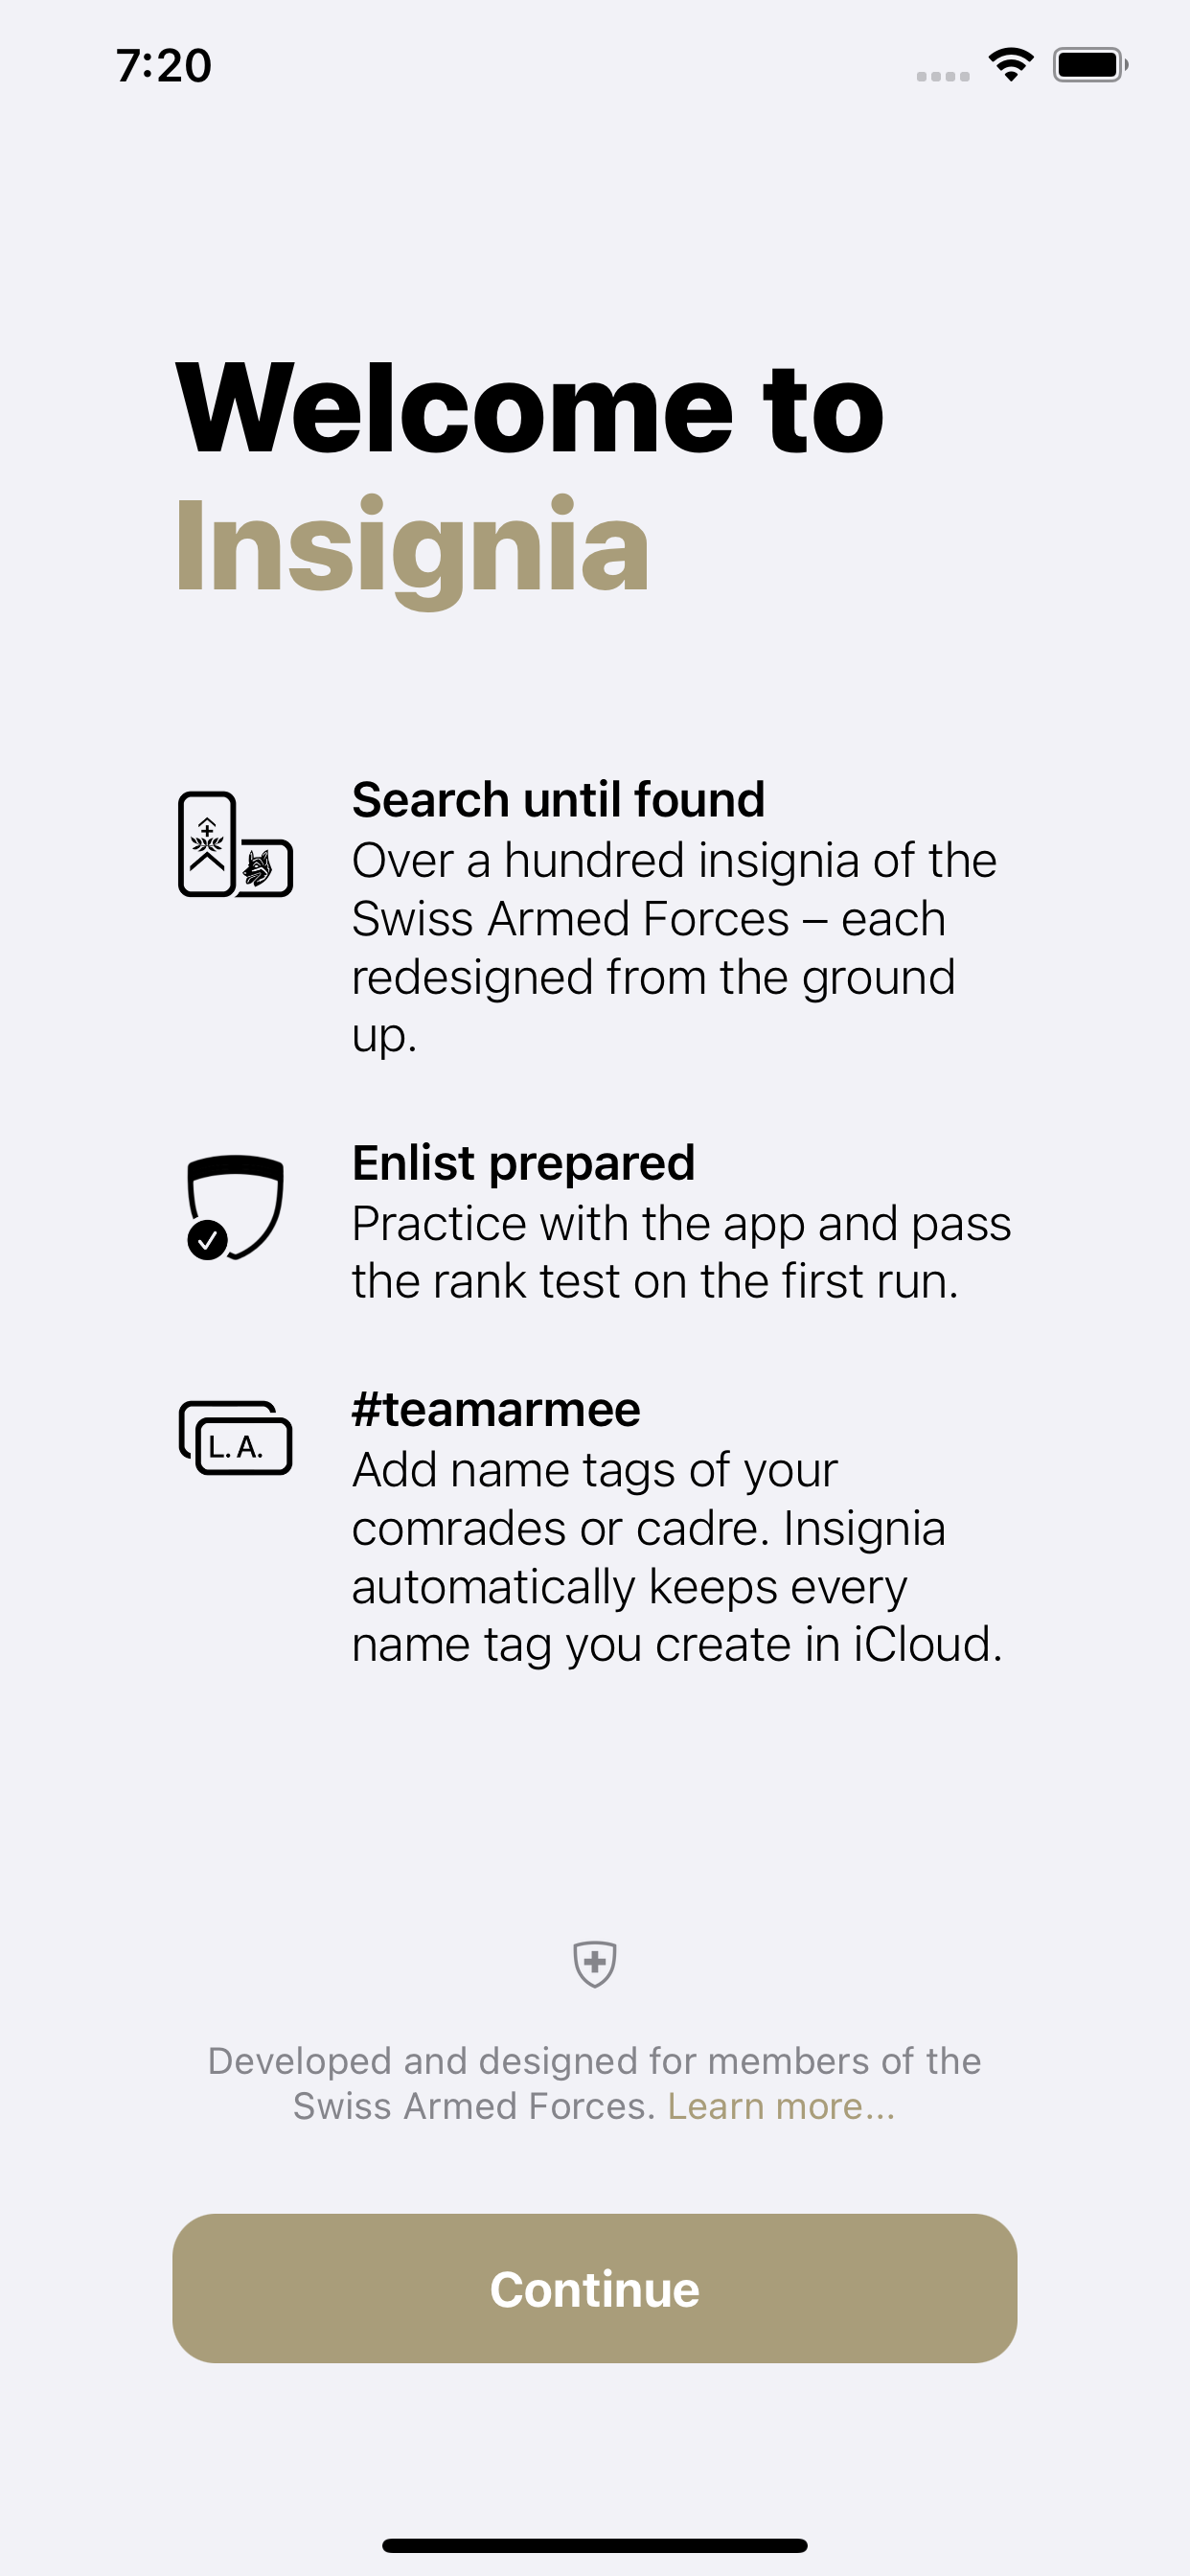 7:20
Welcome to
Insignia
Search until found
Over a hundred insignia of the
Swiss Armed Forces – each
redesigned from the ground
up.
Enlist prepared
Practice with the app and pass
the rank test on the first run.
#teamarmee
L. A.
Add name tags of your
comrades or cadre. Insignia
automatically keeps every
name tag you create in iCloud.
Developed and designed for members of the
Swiss Armed Forces. Learn more...
Continue